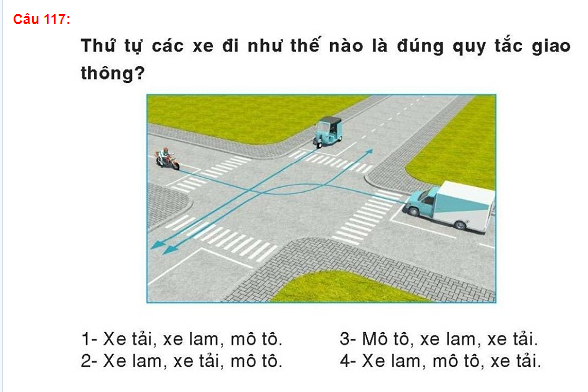 Câu 117:
Thứ tự các xe đi như thế nào là đúng quy tắc giao
thông?
1- Xe tải, xe lam, mô tô.
2- Xe lam, xe tải, mô tô.
3- Mô tô, xe lam, xe tải.
4- Xe lam, mô tô, xe tải.